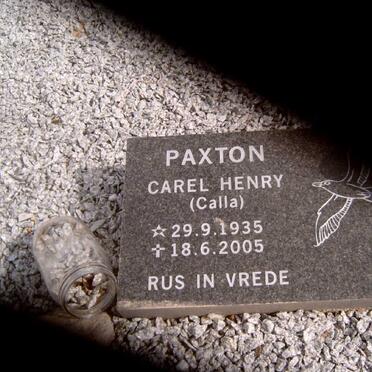 PAXTON
CAREL HENRY
(Calla)
☆ 29.9.1935
✝ 18.6.2005
RUS IN VREDE